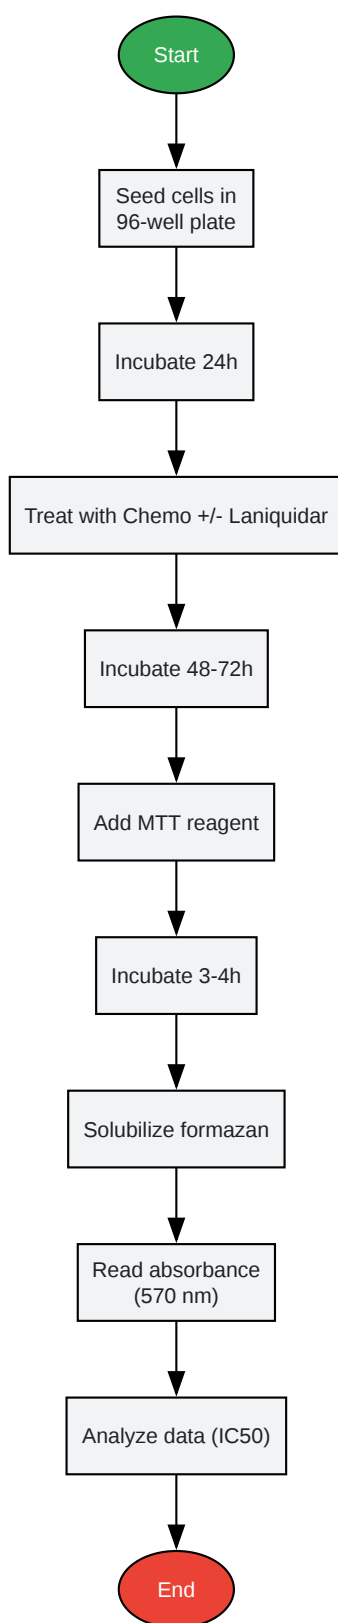 Start
Seed cells in
96-well plate
Incubate 24h
Treat with Chemo +/- Laniquidar
Incubate 48-72h
Add MTT reagent
Incubate 3-4h
Solubilize formazan
Read absorbance
(570 nm)
Analyze data (IC50)
End